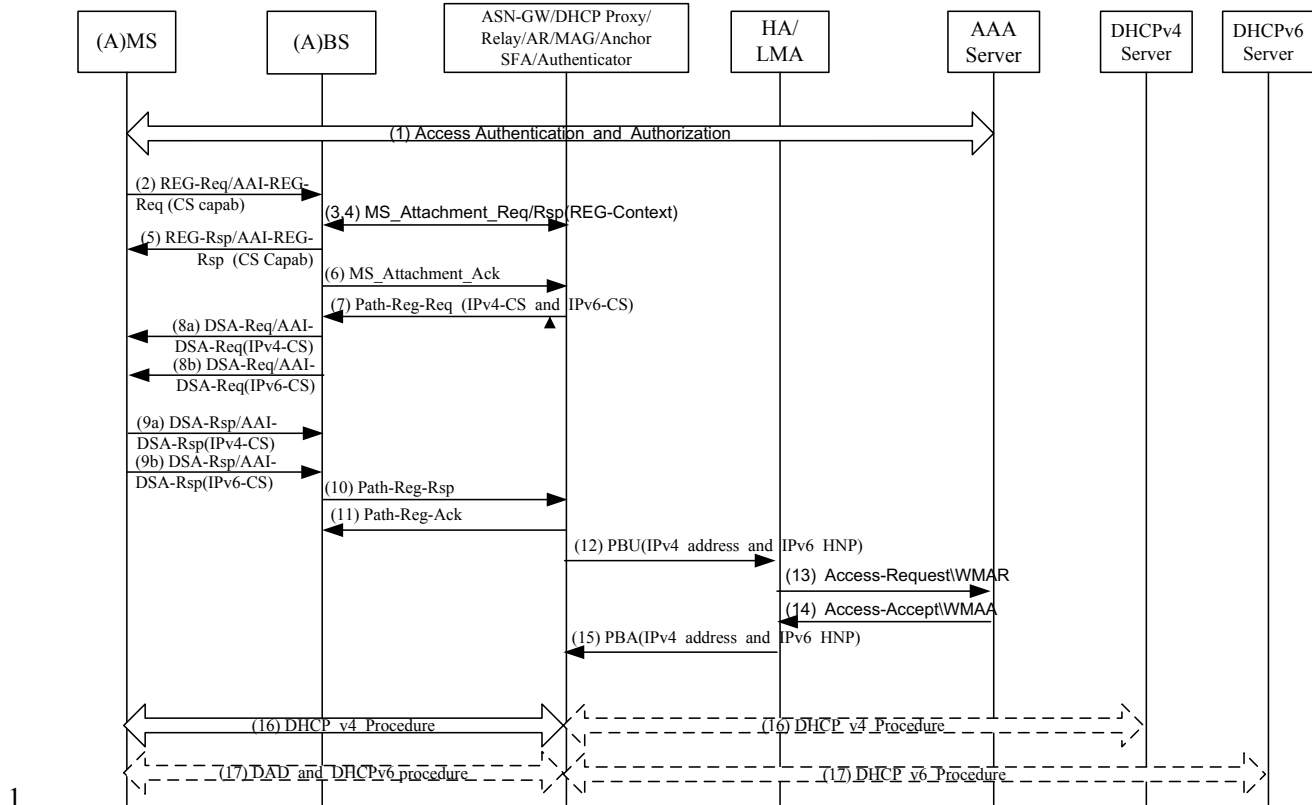 (A)MS
(A)BS
ASN-GW/DHCP Proxy/
Relay/AR/MAG/Anchor
SFA/Authenticator
HA/
LMA
AAA
Server
DHCPv4
Server
DHCPv6
Server
(1) Access Authentication and Authorization
(2) REG-Req/AAI-REG-
Req (CS capab)
(3,4) MS_Attachment_Req/Rsp(REG-Context)
(5) REG-Rsp/AAI-REG-
Rsp (CS Capab)
(6) MS_Attachment_Ack
(7) Path-Reg-Req (IPv4-CS and IPv6-CS)
(8a) DSA-Req/AAI-
DSA-Req(IPv4-CS)
(8b) DSA-Req/AAI-
DSA-Req(IPv6-CS)
(9a) DSA-Rsp/AAI-
DSA-Rsp(IPv4-CS)
(9b) DSA-Rsp/AAI-
DSA-Rsp(IPv6-CS)
(10) Path-Reg-Rsp
(11) Path-Reg-Ack
(12) PBU(IPv4 address and IPv6 HNP)
(13) Access-Request\WMAR
(14) Access-Accept\WMAA
(15) PBA(IPv4 address and IPv6 HNP)
(16) DHCP v4 Procedure
(16) DHCP v4 Procedure
(17) DAD and DHCPv6 procedure
(17) DHCP v6 Procedure
1